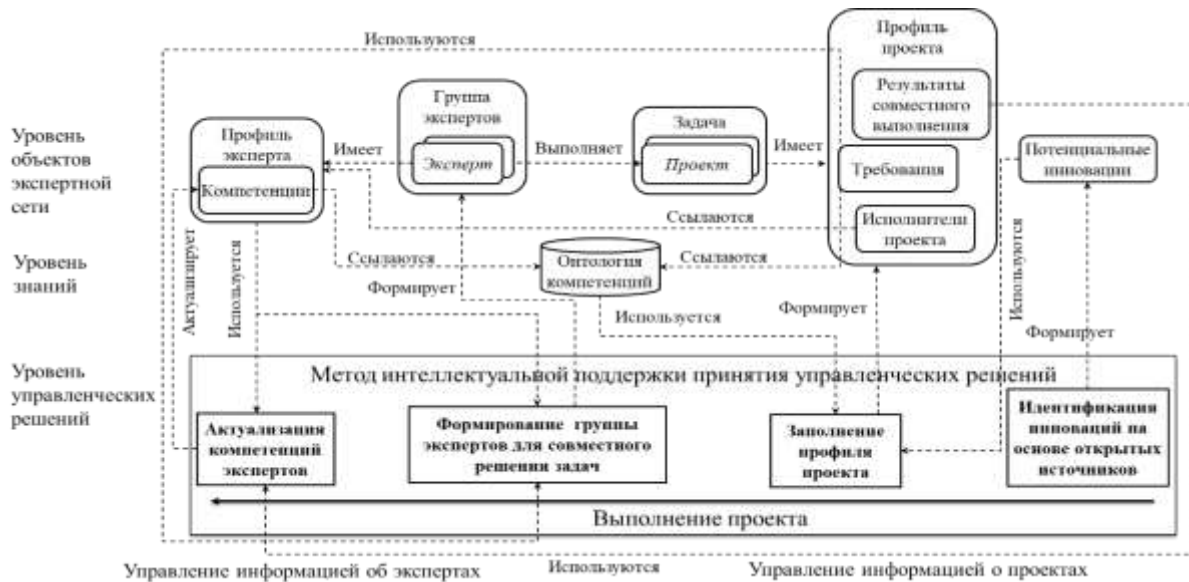 Используются
Профиль
проекта
Результаты
совместного
выполнения
Требования
Исполнители
проекта
Уровень
объектов
экспертной
сети
Профиль
эксперта
Компетенции
Имеет
Группа
экспертов
Эксперт
Выполняет
Задача
Проект
Имеет
Потенциальные
инновации
Ссылаются
Уровень
знаний
Актуализирует
Используется
Ссылаются
Онтология
компетенций
Ссылаются
Используются
Формирует
Используется
Формирует
Формирует
Уровень
управленческих
решений
Метод интеллектуальной поддержки принятия управленческих решений
Актуализация
компетенций
экспертов
Формирование группы
экспертов для совместного
решении задач
Заполнение
профиля
проекта
Идентификация
инноваций на
основе открытых
источников
Выполнение проекта
Управление информацией об экспертах
Используются
Управление информацией о проектах